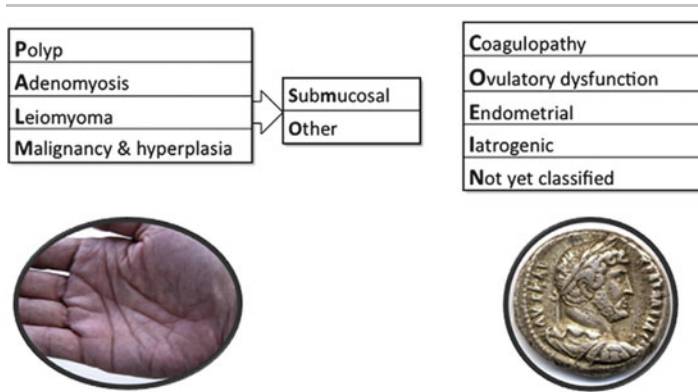 Polyp
Adenomyosis
Leiomyoma
Malignancy & hyperplasia
Submucosal
Other
Coagulopathy
Ovulatory dysfunction
Endometrial
Iatrogenic
Not yet classified